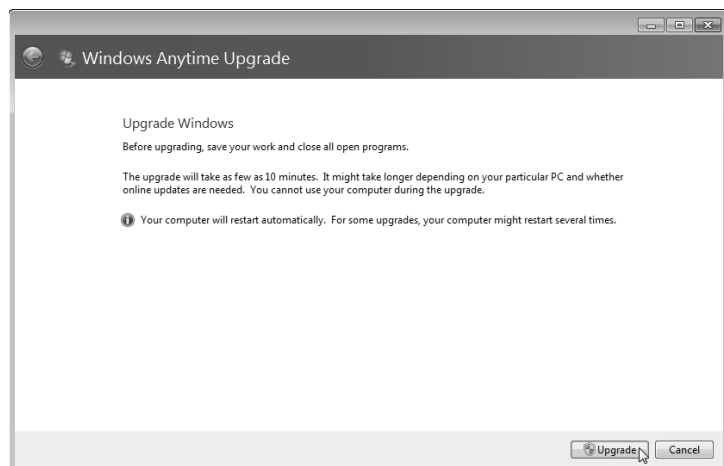 Windows Anytime Upgrade
Upgrade Windows
Before upgrading, save your work and close all open programs.
The upgrade will take as few as 10 minutes. It might take longer depending on your particular PC and whether
online updates are needed. You cannot use your computer during the upgrade.
Your computer will restart automatically. For some upgrades, your computer might restart several times.
Upgrade
Cancel